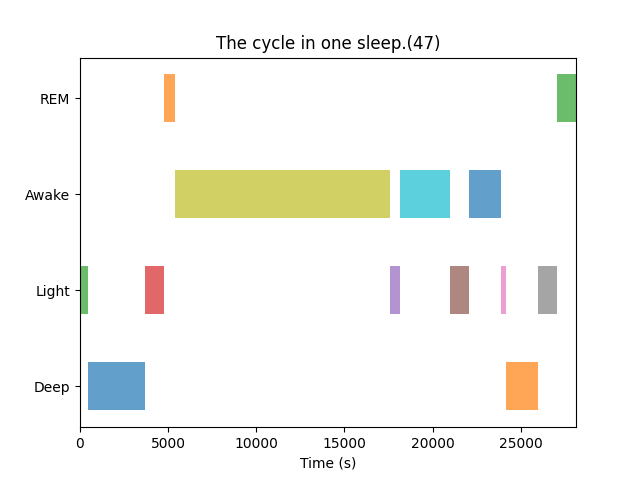 The cycle in one sleep.(47)
REM
Awake
Light
Deep
0 5000 10000 15000 20000 25000
Time (s)